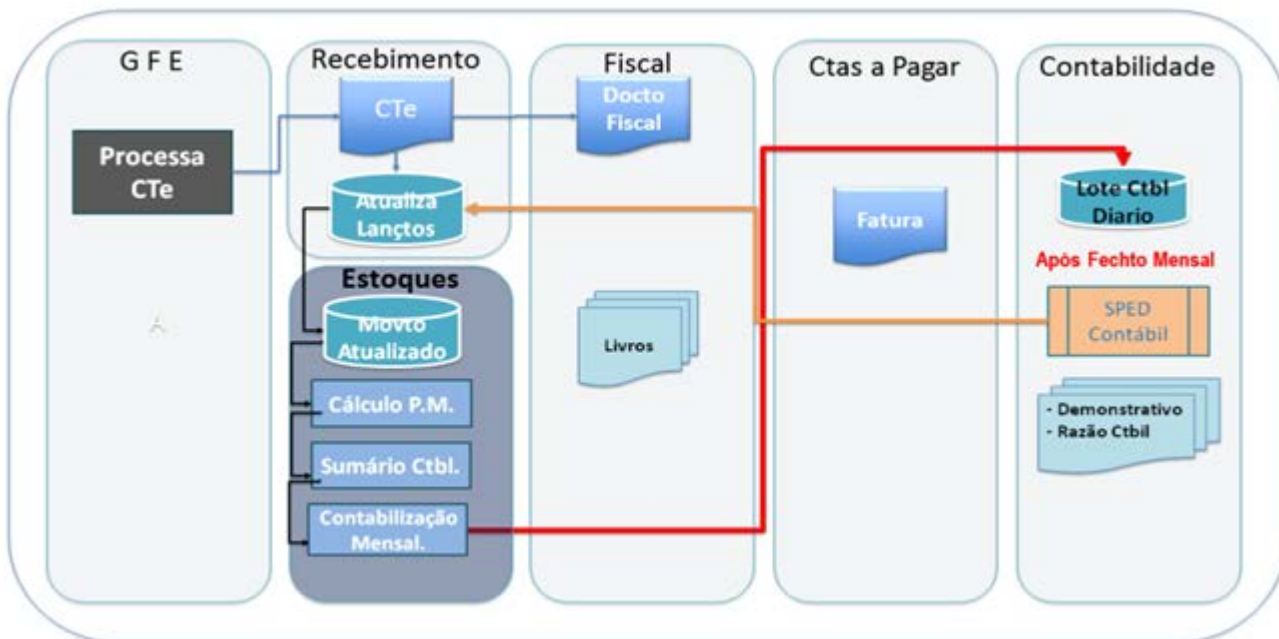 G F E
Processa
CTe
Recebimento
CTe
Atualiza
Lançtos
Estoques
Movto
Atualizado
Cálculo P.M.
Sumário Ctbl.
Contabilização
Mensal.
Fiscal
Docto
Fiscal
Livros
Ctas a Pagar
Fatura
Contabilidade
Lote Ctbl
Diario
Após Fechto Mensal
SPED
Contábil
- Demonstrativo
- Razão Ctbil